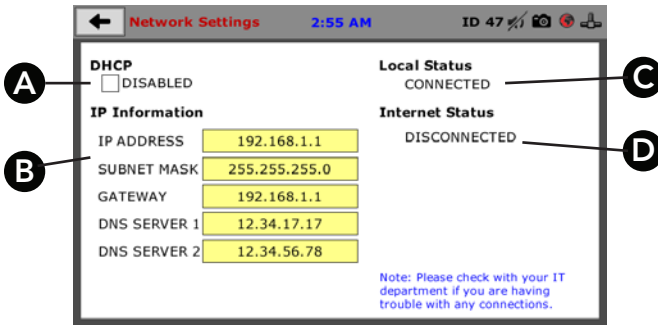 Network Settings 2:55 AM ID 47
DHCP
DISABLED
IP Information
IP ADDRESS 192.168.1.1
SUBNET MASK 255.255.255.0
GATEWAY 192.168.1.1
DNS SERVER 1 12.34.17.17
DNS SERVER 2 12.34.56.78
Local Status
CONNECTED
Internet Status
DISCONNECTED
Note: Please check with your IT
department if you are having
trouble with any connections.
A
B
C
D